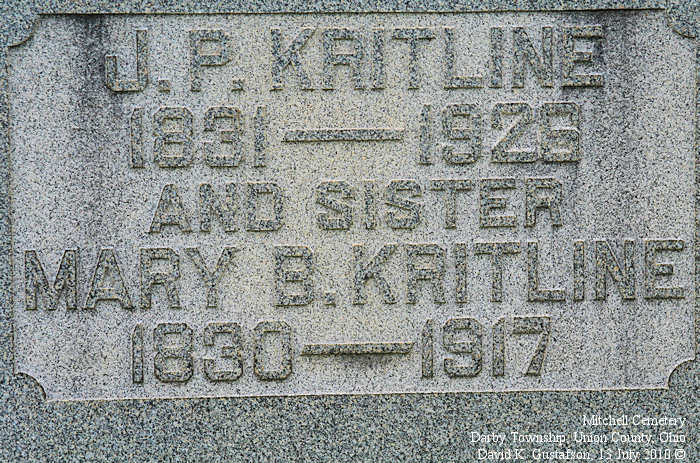 J. P. KRITLINE
1831 — 1928
AND SISTER
MARY B. KRITLINE
1830 — 1917
Mitchell Cemetery
Darby Township, Union County, Ohio
David K. Gustafson, 13 July 2010 ©